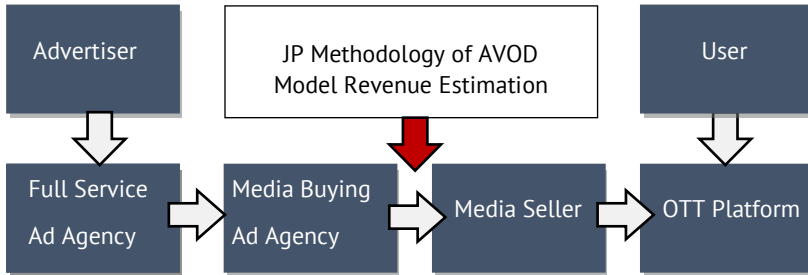 Advertiser
JP Methodology of AVOD
Model Revenue Estimation
User
Full Service
Ad Agency
Media Buying
Ad Agency
Media Seller
OTT Platform